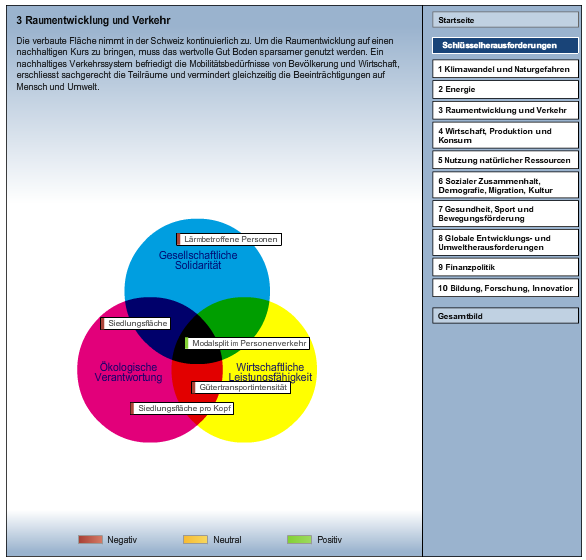 3 Raumentwicklung und Verkehr
Die verbaute Fläche nimmt in der Schweiz kontinuierlich zu. Um die Raumentwicklung auf einen
nachhaltigen Kurs zu bringen, muss das wertvolle Gut Boden sparsamer genutzt werden. Ein
nachhaltiges Verkehrssystem befriedigt die Mobilitätsbedürfnisse von Bevölkerung und Wirtschaft,
erschliesst sachgerecht die Teilräume und vermindert gleichzeitig die Beeinträchtigungen auf
Mensch und Umwelt.
Lärmbetroffene Personen
Gesellschaftliche
Solidarität
Siedlungsfläche
Modalsplit im Personenverkehr
Ökologische
Verantwortung
Wirtschaftliche
Leistungsfähigkeit
Gütertransportintensität
Siedlungsfläche pro Kopf
Negativ
Neutral
Positiv
Startseite
Schlüsselherausforderungen
1 Klimawandel und Naturgefahren
2 Energie
3 Raumentwicklung und Verkehr
4 Wirtschaft, Produktion und
Konsum
5 Nutzung natürlicher Ressourcen
6 Sozialer Zusammenhalt,
Demografie, Migration, Kultur
7 Gesundheit, Sport und
Bewegungsförderung
8 Globale Entwicklungs- und
Umweltherausforderungen
9 Finanzpolitik
10 Bildung, Forschung, Innovatior
Gesamtbild